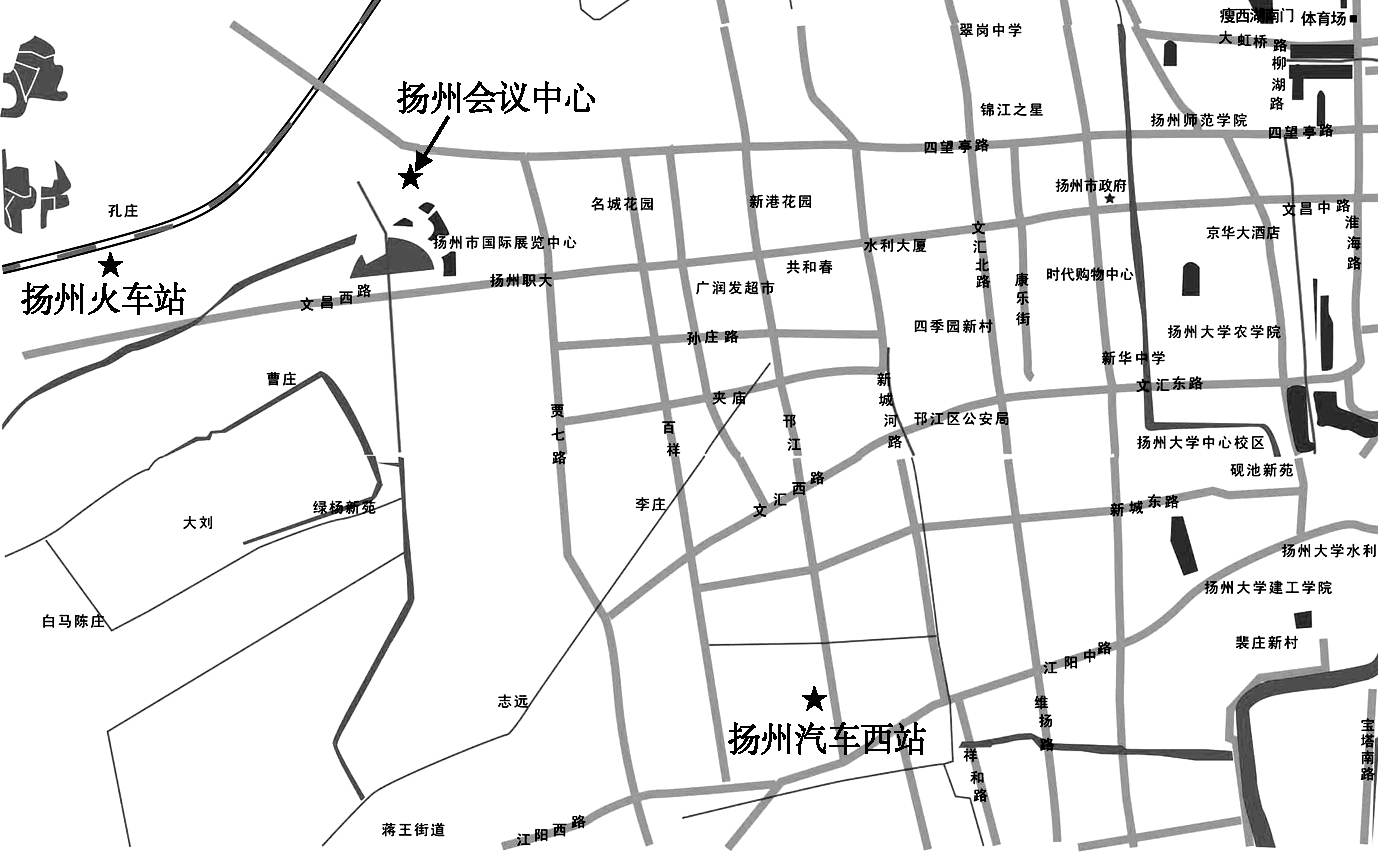 瘦西湖南门
体育场
翠岗中学
大虹桥路
柳湖路
扬州会议中心
锦江之星
扬州师范学院
四望亭路
四望亭路
扬州市政府
孔庄
名城花园
新港花园
文昌中路
淮海路
京华大酒店
扬州市国际展览中心
水利大厦
文汇北路
扬州火车站
共和春
时代购物中心
康乐街
扬州职大
广润发超市
文昌西路
四季园新村
扬州大学农学院
孙庄路
新华中学
曹庄
新城河路
文汇东路
夹庙
贾七路
百祥
邗江
邗江区公安局
扬州大学中心校区
砚池新苑
文汇西路
李庄
绿杨新苑
新城东路
大刘
扬州大学水利
扬州大学建工学院
白马陈庄
裴庄新村
江阳中路
志远
维扬路
扬州汽车西站
宝塔南路
祥和路
蒋王街道
江阳西路